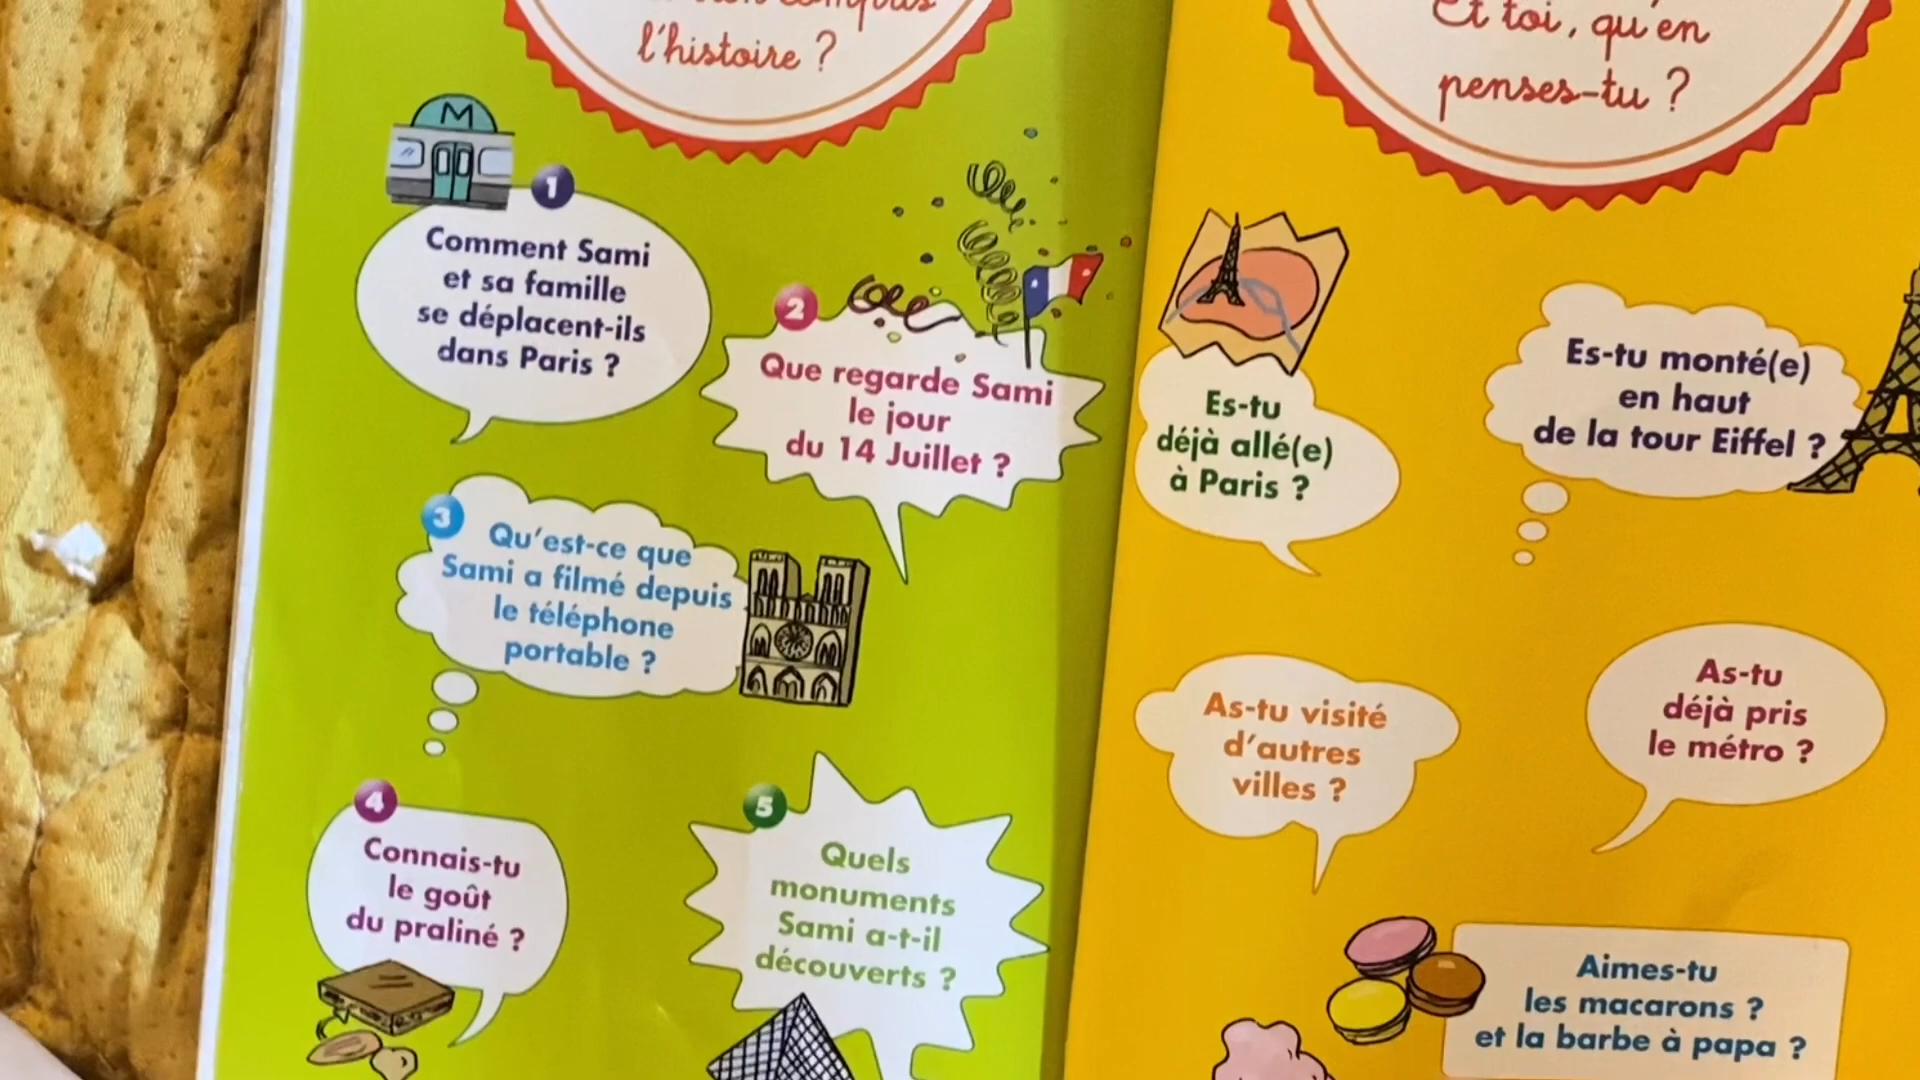 compris
l'histoire ?
M
1
Comment Sami
et sa famille
se déplacent-ils
dans Paris ?
2
Que regarde Sami
le jour
du 14 Juillet ?
3
Qu'est-ce que
Sami a filmé depuis
le téléphone
portable ?
4
Connais-tu
le goût
du praliné ?
5
Quels
monuments
Sami a-t-il
découverts ?
Et toi, qu'en
penses-tu ?
Es-tu
déjà allé(e)
à Paris ?
Es-tu monté(e)
en haut
de la tour Eiffel ?
As-tu visité
d'autres
villes ?
As-tu
déjà pris
le métro ?
Aimes-tu
les macarons ?
et la barbe à papa ?